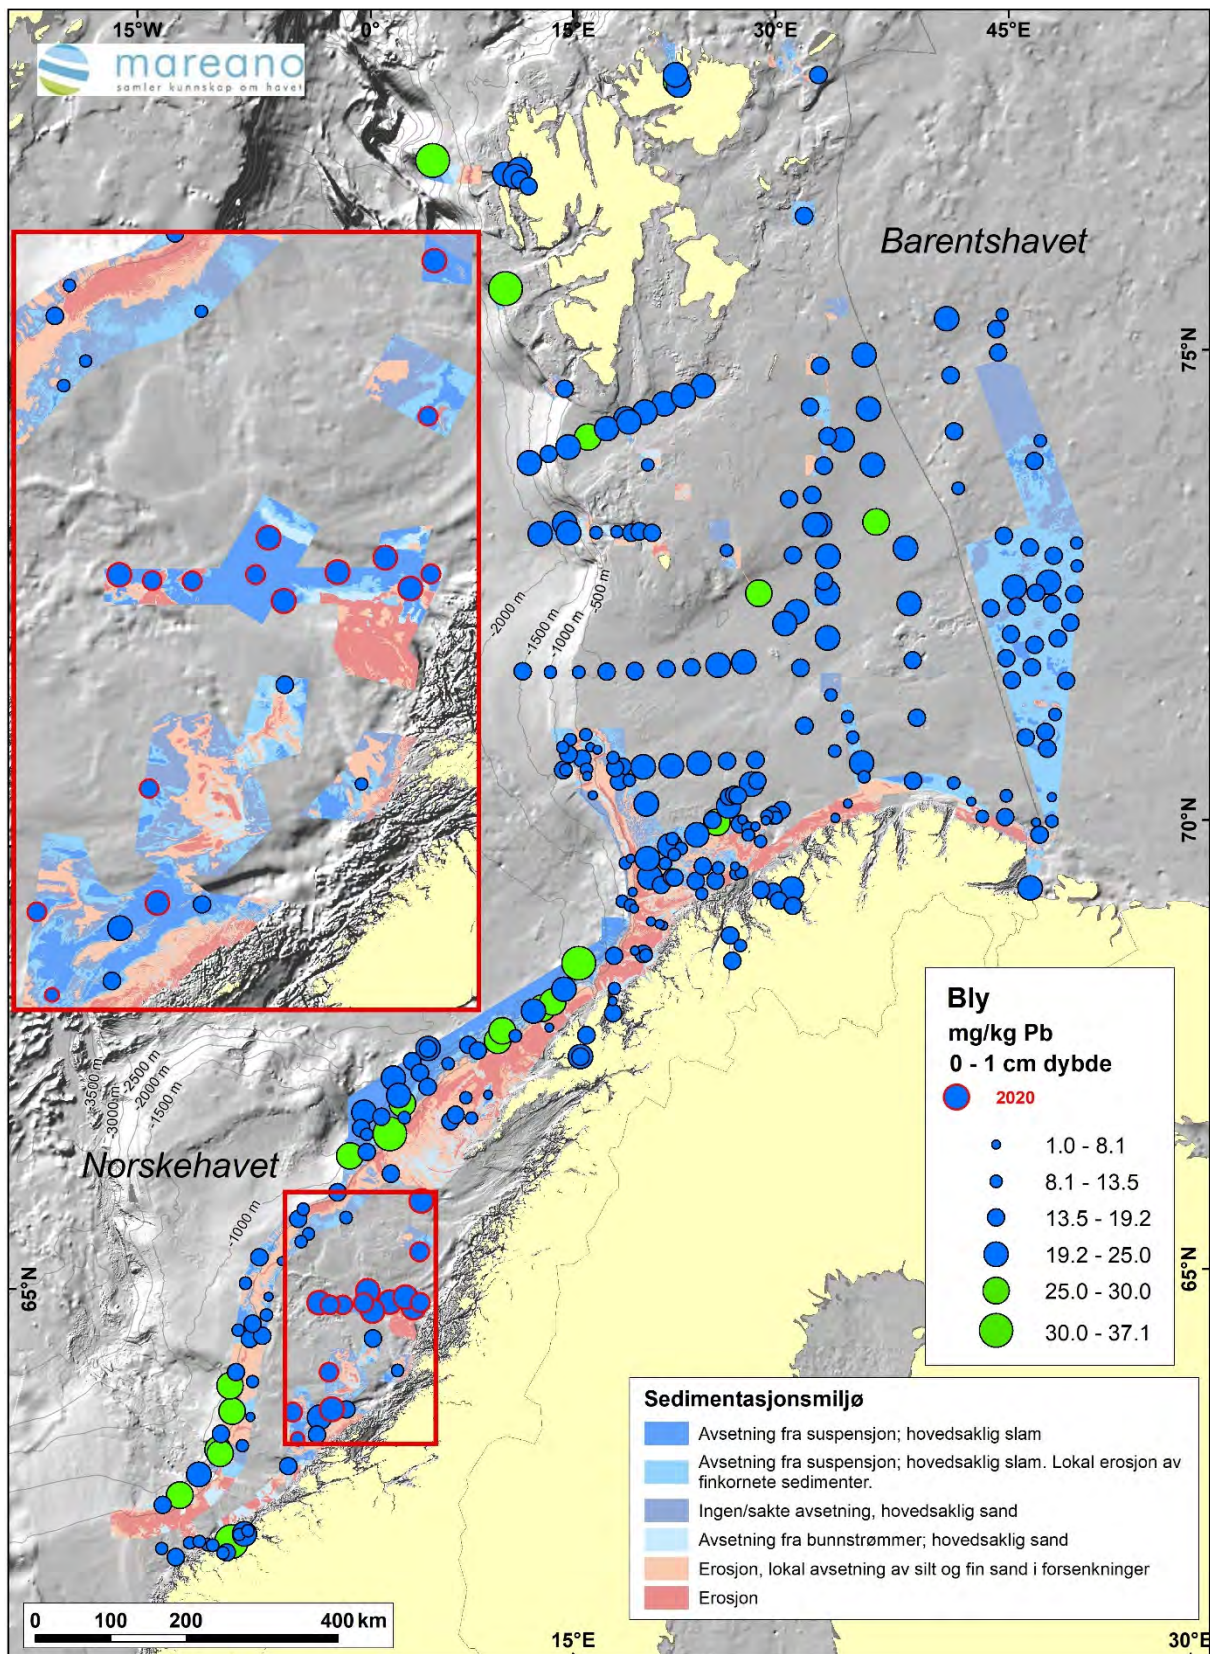 15°W 0° 15°E 30°E 45°E
mareano
samler kunnskap om havet
Barentshavet
75°N
-2000 m
-1500 m
-1000 m
-500 m
70°N
Bly
mg/kg Pb
0 - 1 cm dybde
2020
1.0 - 8.1
8.1 - 13.5
13.5 - 19.2
19.2 - 25.0
25.0 - 30.0
30.0 - 37.1
-3500 m
-3000 m
-2500 m
-2000 m
-1500 m
Norskehavet
-1000 m
65°N
65°N
Sedimentasjonsmiljø
Avsetning fra suspensjon; hovedsaklig slam
Avsetning fra suspensjon; hovedsaklig slam. Lokal erosjon av
finkornete sedimenter.
Ingen/sakte avsetning, hovedsaklig sand
Avsetning fra bunnstrømmer; hovedsaklig sand
Erosjon, lokal avsetning av silt og fin sand i forsenkninger
Erosjon
0 100 200 400 km
15°E 30°E